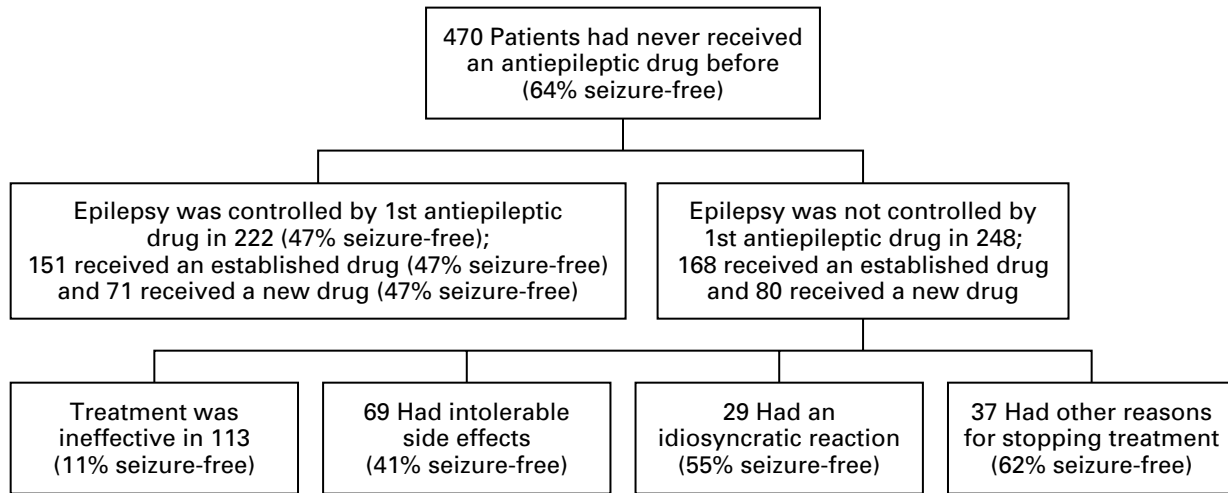 470 Patients had never received
an antiepileptic drug before
(64% seizure-free)
Epilepsy was controlled by 1st antiepileptic
drug in 222 (47% seizure-free);
151 received an established drug (47% seizure-free)
and 71 received a new drug (47% seizure-free)
Epilepsy was not controlled by
1st antiepileptic drug in 248;
168 received an established drug
and 80 received a new drug
Treatment was
ineffective in 113
(11% seizure-free)
69 Had intolerable
side effects
(41% seizure-free)
29 Had an
idiosyncratic reaction
(55% seizure-free)
37 Had other reasons
for stopping treatment
(62% seizure-free)